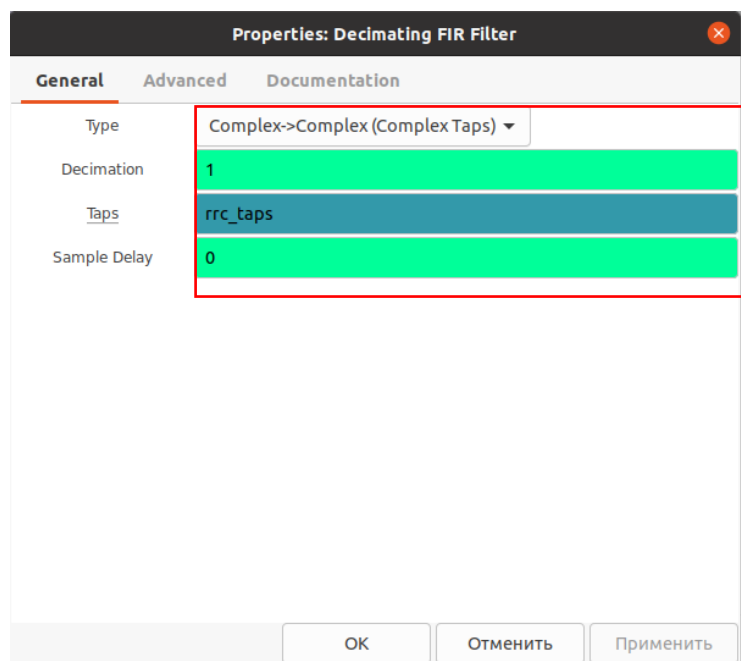 Properties: Decimating FIR Filter
General Advanced Documentation
Type Complex->Complex (Complex Taps)
Decimation 1
Taps rrc_taps
Sample Delay 0
OK Отменить Применить